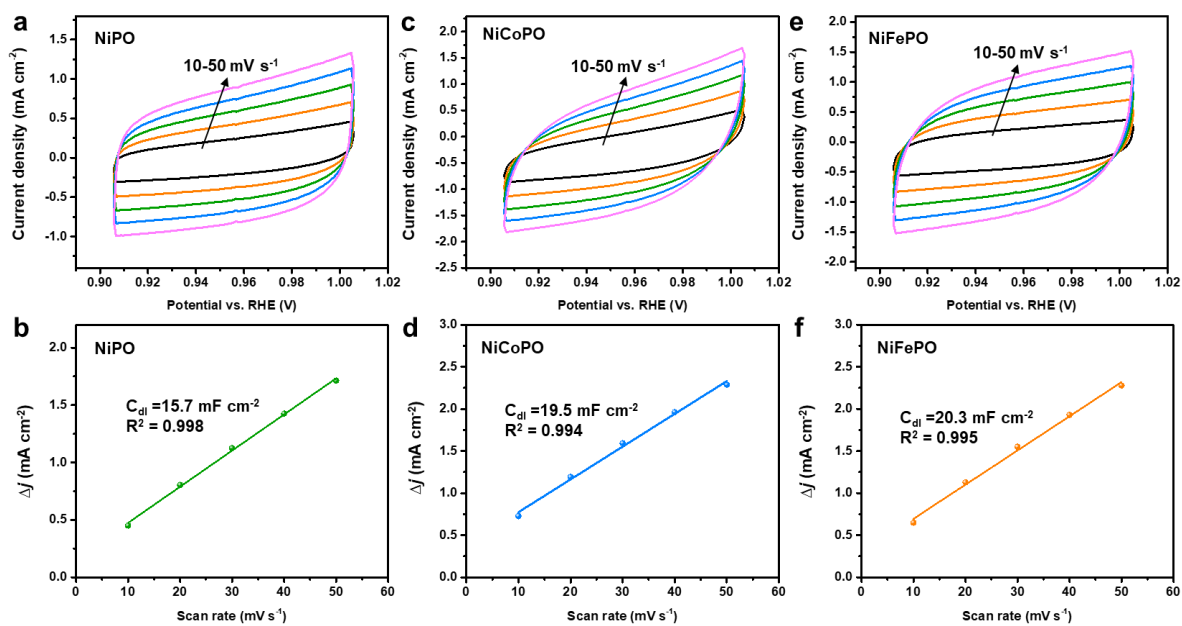 a
NiPO
10-50 mV s⁻¹
Current density (mA cm⁻²)
1.5
1.0
0.5
0.0
-0.5
-1.0
0.90 0.92 0.94 0.96 0.98 1.00 1.02
Potential vs. RHE (V)
c
NiCoPO
10-50 mV s⁻¹
Current density (mA cm⁻²)
2.0
1.5
1.0
0.5
0.0
-0.5
-1.0
-1.5
-2.0
-2.5
0.90 0.92 0.94 0.96 0.98 1.00 1.02
Potential vs. RHE (V)
e
NiFePO
10-50 mV s⁻¹
Current density (mA cm⁻²)
2.0
1.5
1.0
0.5
0.0
-0.5
-1.0
-1.5
-2.0
0.90 0.92 0.94 0.96 0.98 1.00 1.02
Potential vs. RHE (V)
b
NiPO
C_dl =15.7 mF cm⁻²
R² = 0.998
Δj (mA cm⁻²)
2.0
1.5
1.0
0.5
0.0
0 10 20 30 40 50 60
Scan rate (mV s⁻¹)
d
NiCoPO
C_dl =19.5 mF cm⁻²
R² = 0.994
Δj (mA cm⁻²)
3.0
2.5
2.0
1.5
1.0
0.5
0.0
0 10 20 30 40 50 60
Scan rate (mV s⁻¹)
f
NiFePO
C_dl =20.3 mF cm⁻²
R² = 0.995
Δj (mA cm⁻²)
3.0
2.5
2.0
1.5
1.0
0.5
0.0
0 10 20 30 40 50 60
Scan rate (mV s⁻¹)